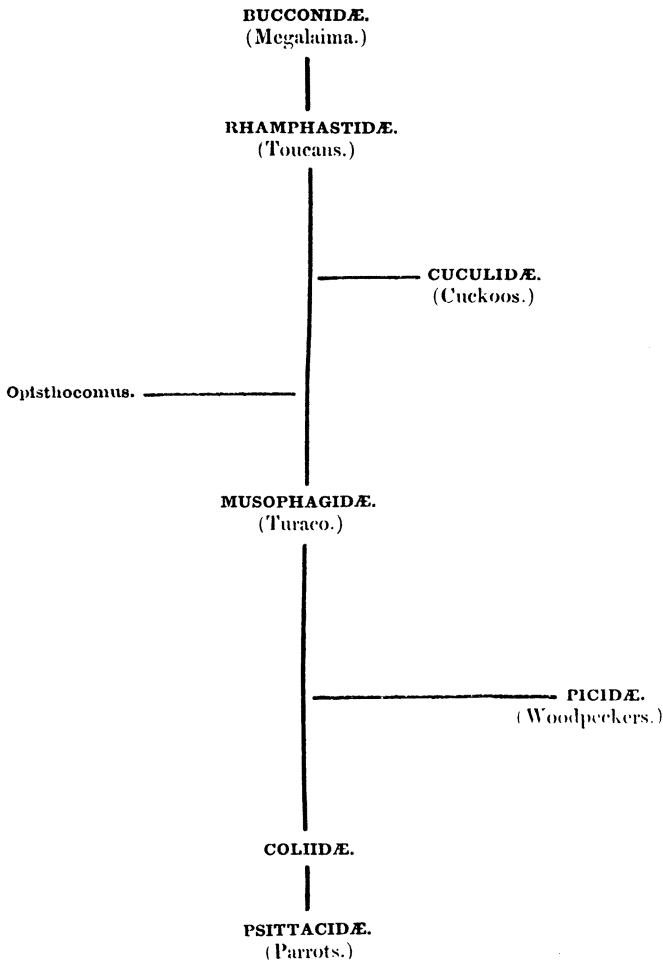 BUCCONIDÆ.
(Megalaima.)
RHAMPHASTIDÆ.
(Toucans.)
CUCULIDÆ.
(Cuckoos.)
Opisthocomus.
MUSOPHAGIDÆ.
(Turaco.)
PICIDÆ.
(Woodpeckers.)
COLIIDÆ.
PSITTACIDÆ.
(Parrots.)